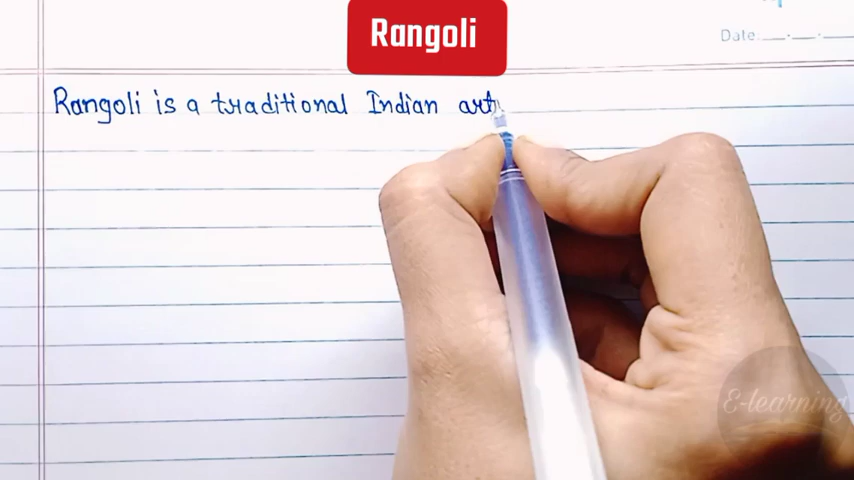 Rangoli
Date:
Rangoli is a traditional Indian art
E-learning